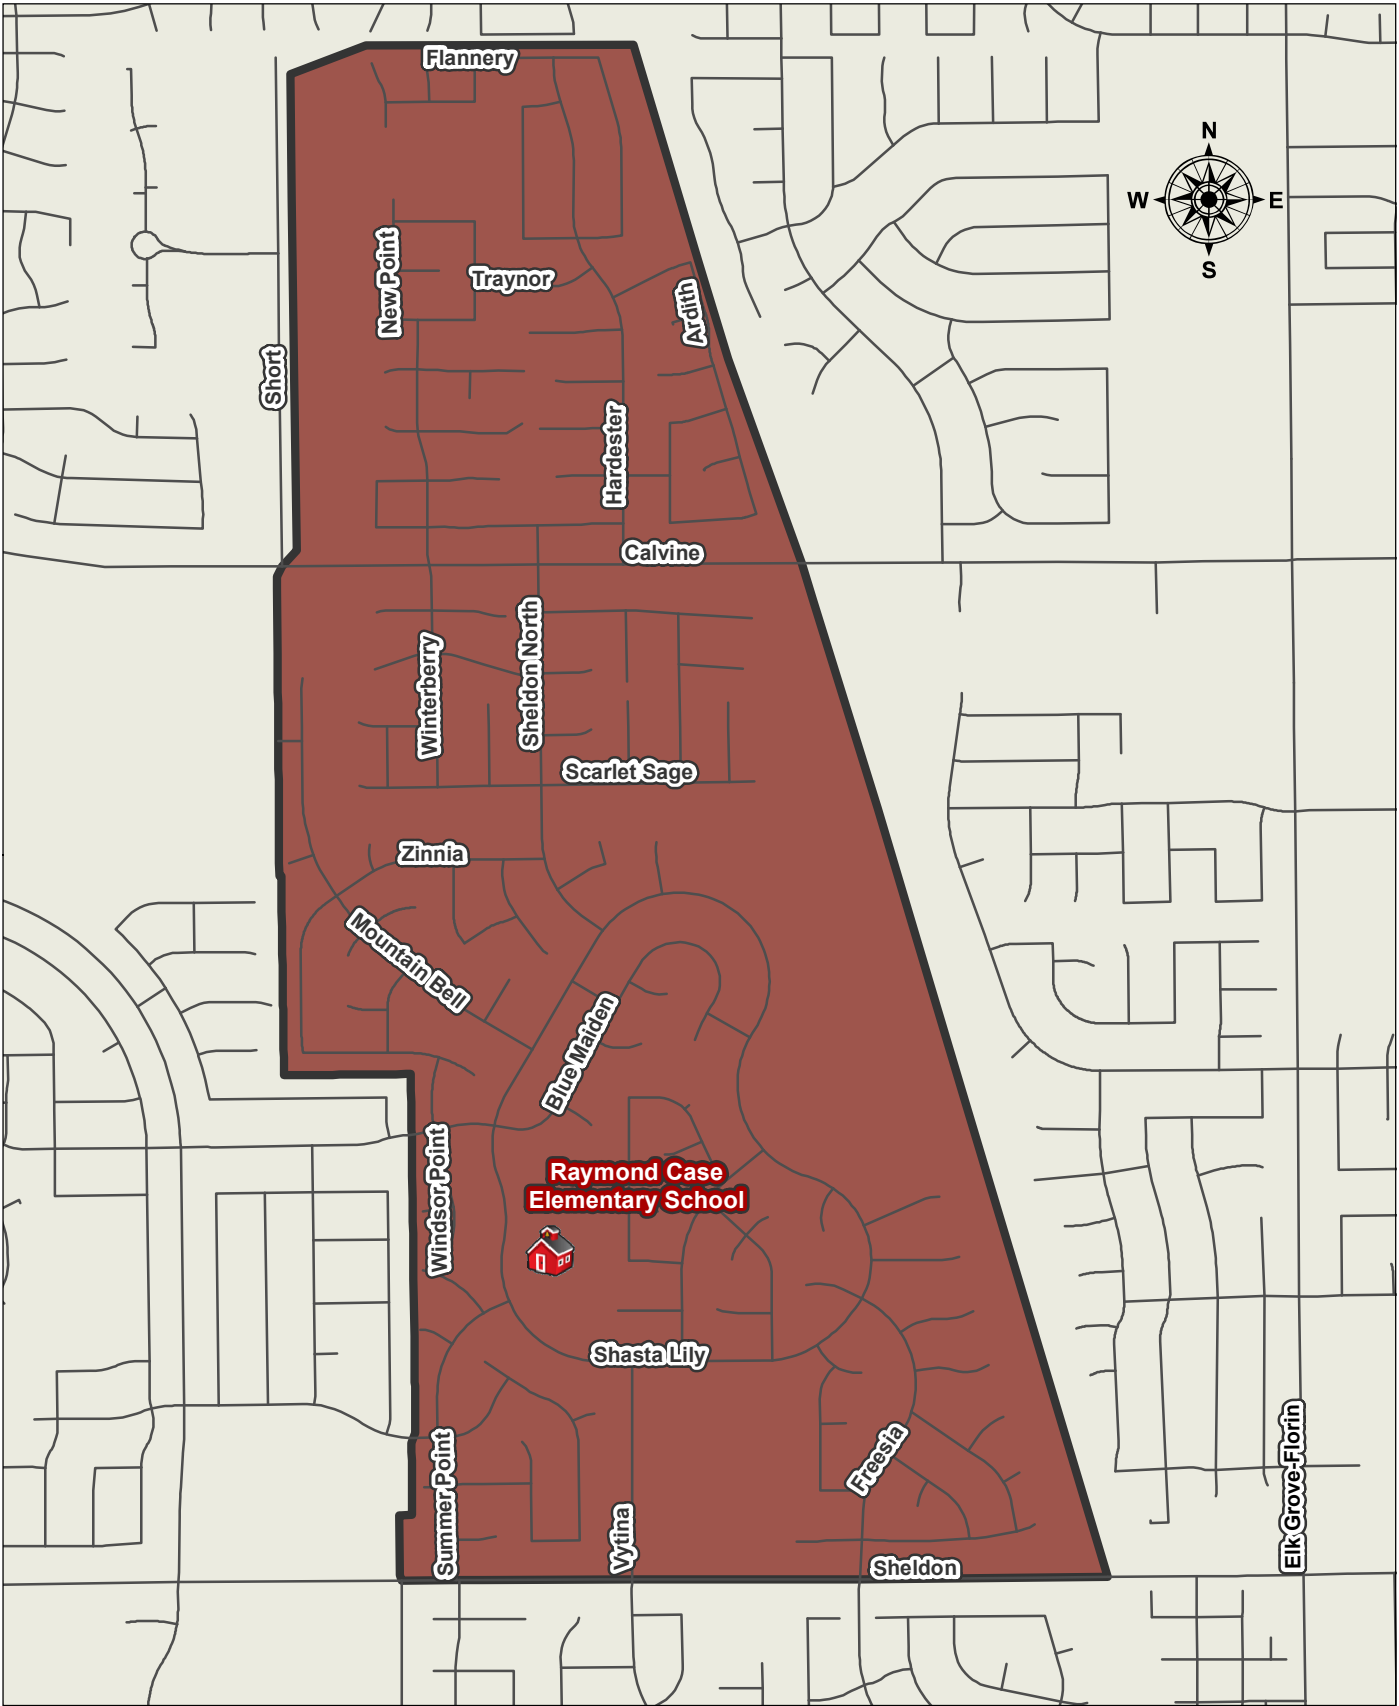 Flannery
N
W
E
S
New Point
Traynor
Ardith
Short
Hardester
Calvine
Winterberry
Sheldon North
Scarlet Sage
Zinnia
Mountain Bell
Blue Maiden
Windsor Point
Raymond Case
Elementary School
Shasta Lily
Freesia
Summer Point
Vytina
Sheldon
Elk Grove-Florin